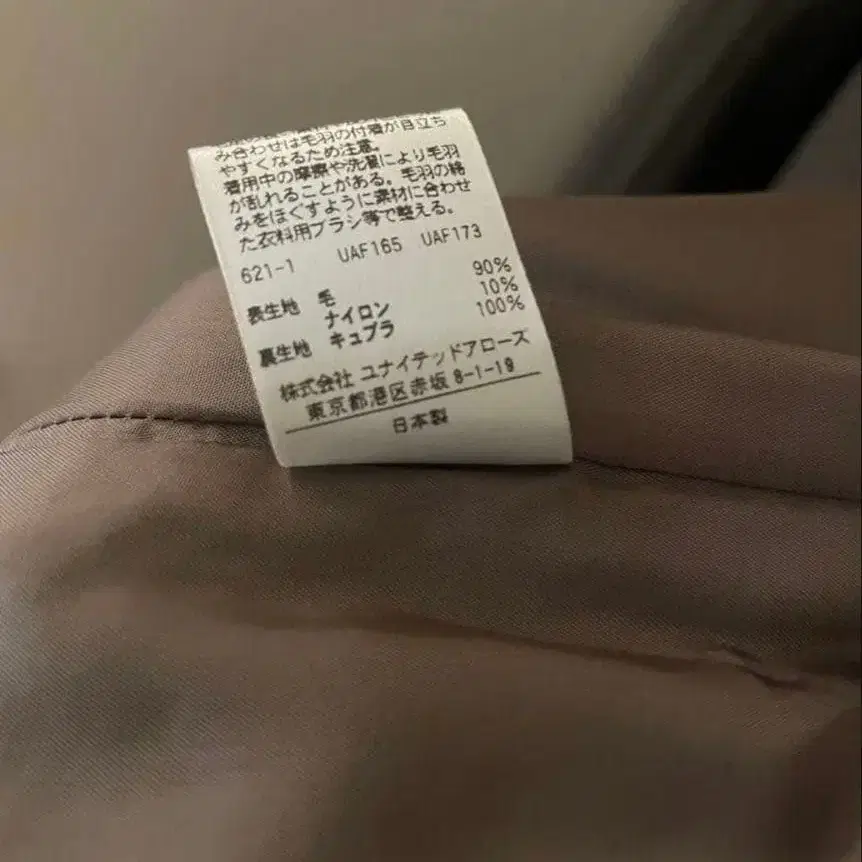 み合わせは毛羽の付着が目立ち
やすくなるため注意。
着用中の摩擦や洗濯により毛羽
が乱れることがある。毛羽の綿
みをほぐすように素材に合わせ
た衣料用ブラシ等で整える。
621-1 UAF165 UAF173
表生地 毛 90%
ナイロン 10%
裏生地 キュプラ 100%
株式会社 ユナイテッドアローズ
東京都港区赤坂 8-1-19
日本製